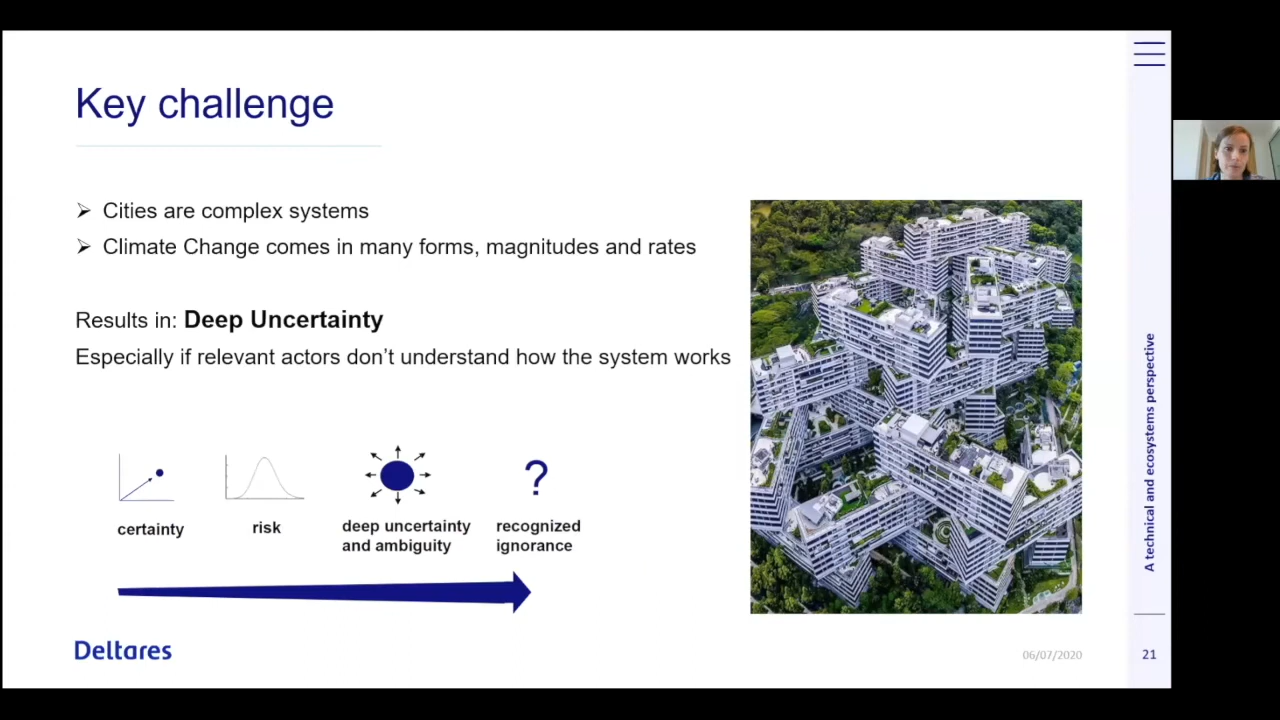 Key challenge
➢ Cities are complex systems
➢ Climate Change comes in many forms, magnitudes and rates
Results in: Deep Uncertainty
Especially if relevant actors don't understand how the system works
certainty
risk
deep uncertainty
and ambiguity
?
recognized
ignorance
Deltares
06/07/2020
A technical and ecosystems perspective
21